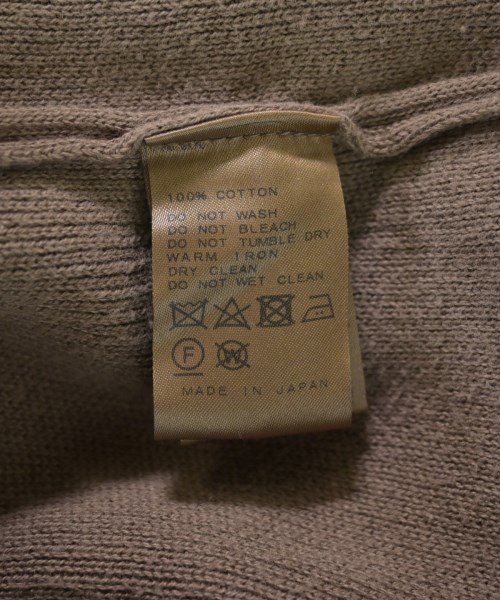 100% COTTON
DO NOT WASH
DO NOT BLEACH
DO NOT TUMBLE DRY
WARM IRON
DRY CLEAN
DO NOT WET CLEAN
F W
MADE IN JAPAN